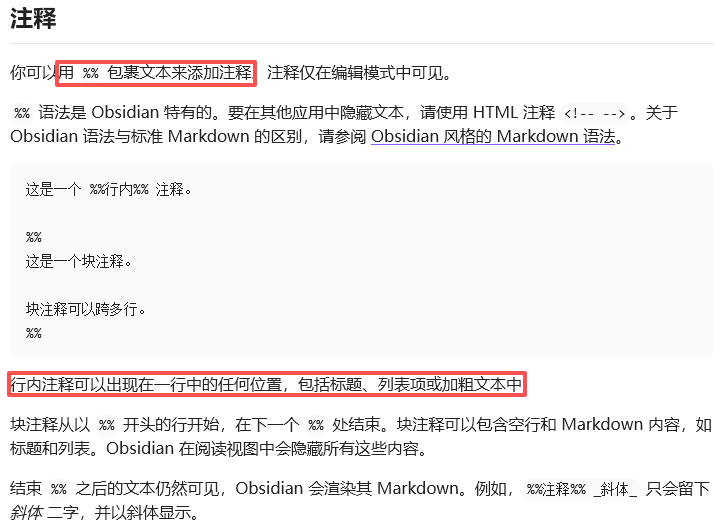 注释
你可以用 %% 包裹文本来添加注释。注释仅在编辑模式中可见。
%% 语法是 Obsidian 特有的。要在其他应用中隐藏文本，请使用 HTML 注释 <!-- --> 。关于
Obsidian 语法与标准 Markdown 的区别，请参阅 Obsidian 风格的 Markdown 语法。
这是一个 %%行内%% 注释。
%%
这是一个块注释。
块注释可以跨多行。
%%
行内注释可以出现在一行中的任何位置，包括标题、列表项或加粗文本中
块注释从以 %% 开头的行开始，在下一个 %% 处结束。块注释可以包含空行和 Markdown 内容，如
标题和列表。Obsidian 在阅读视图中会隐藏所有这些内容。
结束 %% 之后的文本仍然可见，Obsidian 会渲染其 Markdown。例如，%%注释%% _斜体_ 只会留下
斜体 二字，并以斜体显示。